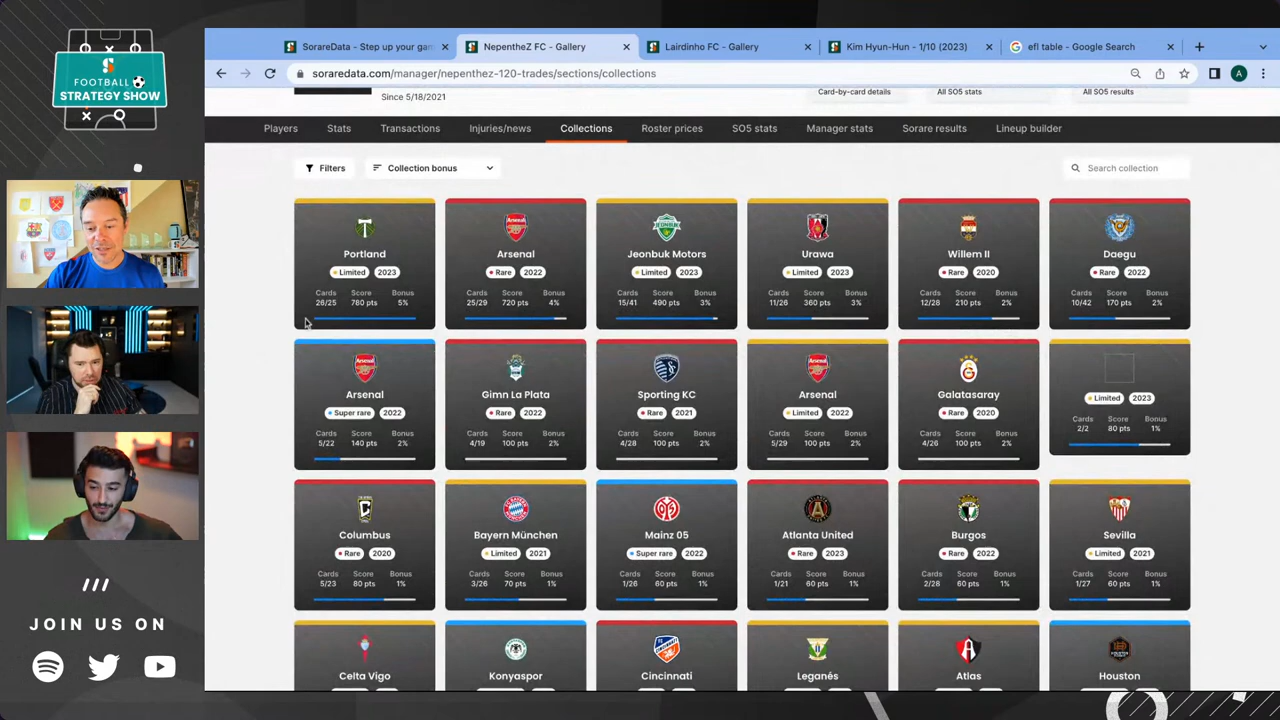 FOOTBALL
STRATEGY SHOW
JOIN US ON
SorareData - Step up your gam
NepentheZ FC - Gallery
Lairdinho FC - Gallery
Kim Hyun-Hun - 1/10 (2023)
efl table - Google Search
soraredata.com/manager/nepenthez-120-trades/sections/collections
A
Since 5/18/2021
Card-by-card details
All SO5 stats
All SO5 results
Players Stats Transactions Injuries/news Collections Roster prices SO5 stats Manager stats Sorare results Lineup builder
Filters
Collection bonus
Search collection
Portland
Limited 2023
Cards Score Bonus
26/25 780 pts 5%
Arsenal
Rare 2022
Cards Score Bonus
25/29 720 pts 4%
JEONBUK
Jeonbuk Motors
Limited 2023
Cards Score Bonus
15/41 490 pts 3%
Urawa
Limited 2023
Cards Score Bonus
11/26 360 pts 3%
Willem II
Rare 2020
Cards Score Bonus
12/28 210 pts 2%
Daegu
Rare 2022
Cards Score Bonus
10/42 170 pts 2%
Arsenal
Super rare 2022
Cards Score Bonus
5/22 140 pts 2%
Gimn La Plata
Rare 2022
Cards Score Bonus
4/19 100 pts 2%
Sporting KC
Rare 2021
Cards Score Bonus
4/28 100 pts 2%
Arsenal
Limited 2022
Cards Score Bonus
5/29 100 pts 2%
Galatasaray
Rare 2020
Cards Score Bonus
4/26 100 pts 2%
Limited 2023
Cards Score Bonus
2/2 80 pts 1%
Columbus
Rare 2020
Cards Score Bonus
5/23 80 pts 1%
Bayern München
Limited 2021
Cards Score Bonus
3/26 70 pts 1%
Mainz 05
Super rare 2022
Cards Score Bonus
1/26 60 pts 1%
Atlanta United
Rare 2023
Cards Score Bonus
1/21 60 pts 1%
Burgos
Rare 2022
Cards Score Bonus
2/28 60 pts 1%
Sevilla
Limited 2021
Cards Score Bonus
1/27 60 pts 1%
Celta Vigo
Konyaspor
Cincinnati
Leganés
Atlas
Houston